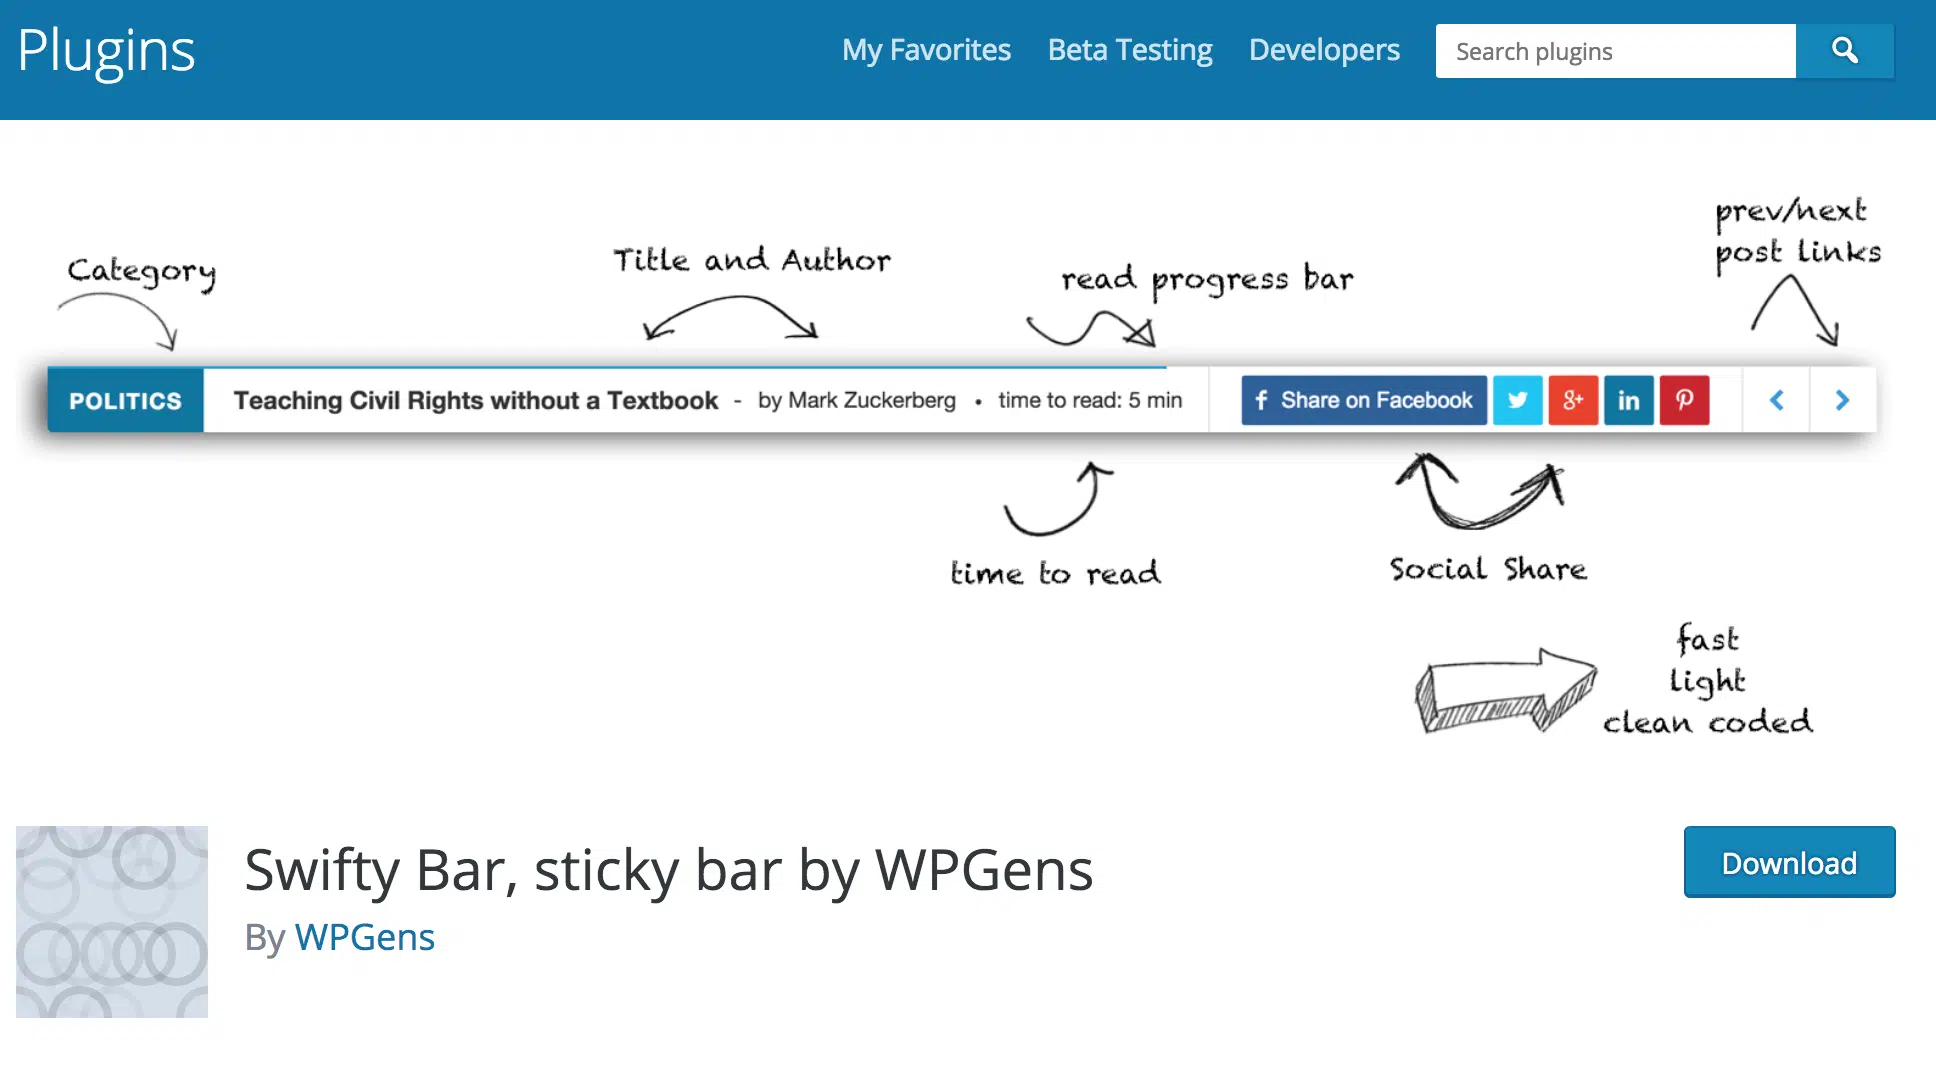 Plugins
My Favorites Beta Testing Developers Search plugins
prev/next
post links
Category
Title and Author
read progress bar
POLITICS Teaching Civil Rights without a Textbook - by Mark Zuckerberg • time to read: 5 min f Share on Facebook g+ in
time to read
Social Share
fast
light
clean coded
Swifty Bar, sticky bar by WPGens
Download
By WPGens